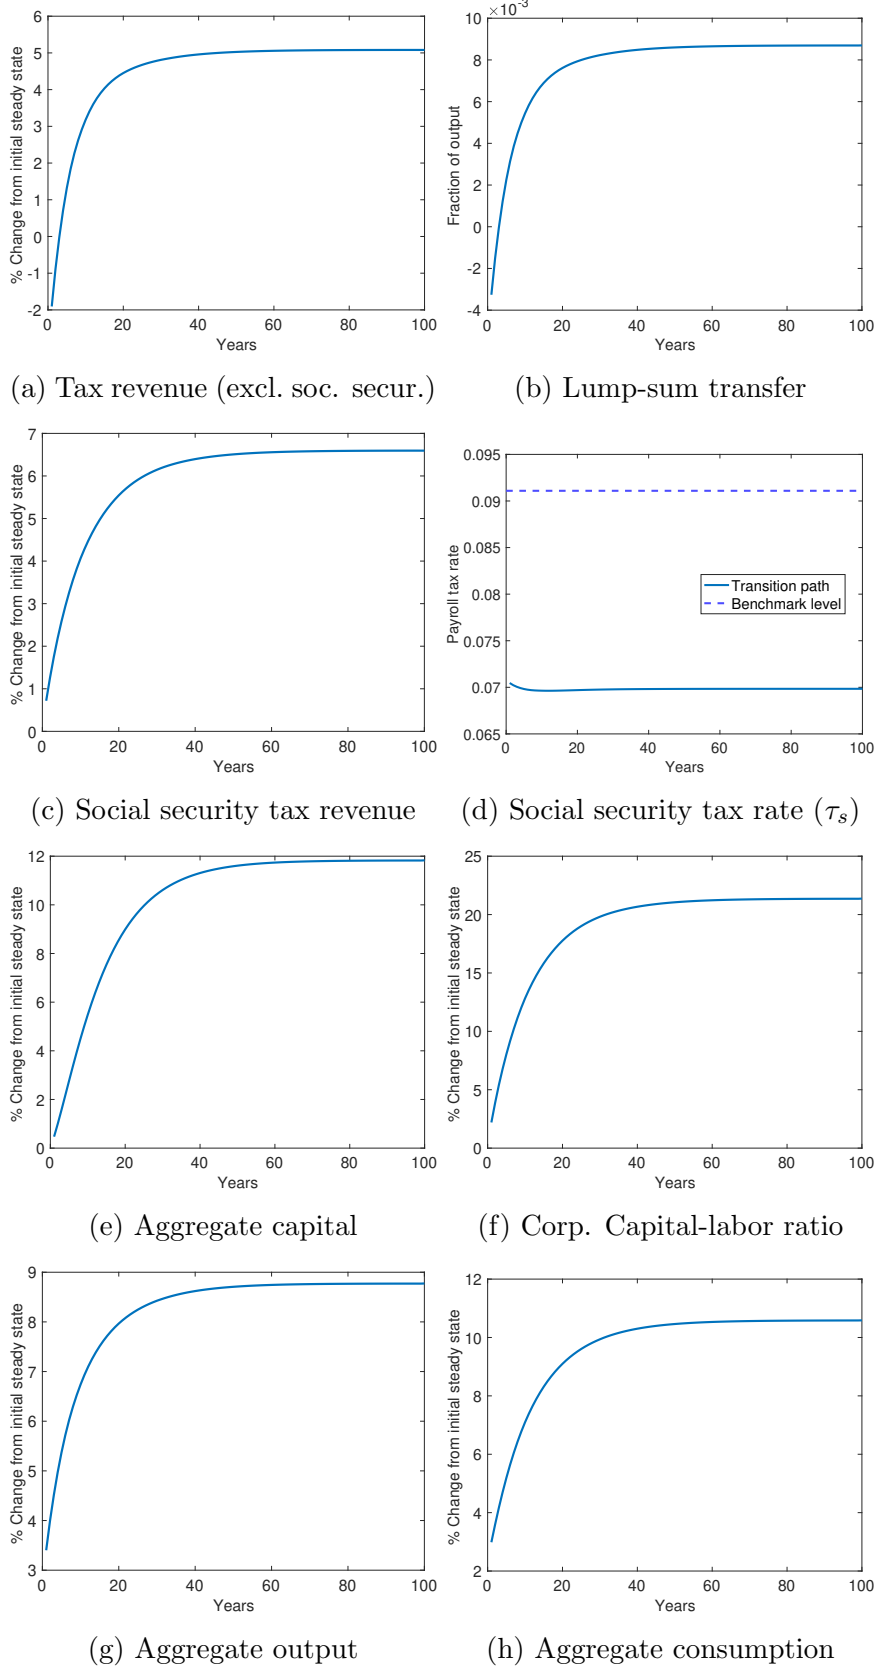 % Change from initial steady state
6
5
4
3
2
1
0
-1
-2
0 20 40 60 80 100
Years
(a) Tax revenue (excl. soc. secur.)
×10⁻³
Fraction of output
10
8
6
4
2
0
-2
-4
0 20 40 60 80 100
Years
(b) Lump-sum transfer
% Change from initial steady state
7
6
5
4
3
2
1
0
0 20 40 60 80 100
Years
(c) Social security tax revenue
Payroll tax rate
0.095
0.09
0.085
0.08
0.075
0.07
0.065
Transition path
Benchmark level
0 20 40 60 80 100
Years
(d) Social security tax rate (τₛ)
% Change from initial steady state
12
10
8
6
4
2
0
0 20 40 60 80 100
Years
(e) Aggregate capital
% Change from initial steady state
25
20
15
10
5
0
0 20 40 60 80 100
Years
(f) Corp. Capital-labor ratio
% Change from initial steady state
9
8
7
6
5
4
3
0 20 40 60 80 100
Years
(g) Aggregate output
% Change from initial steady state
12
10
8
6
4
2
0 20 40 60 80 100
Years
(h) Aggregate consumption